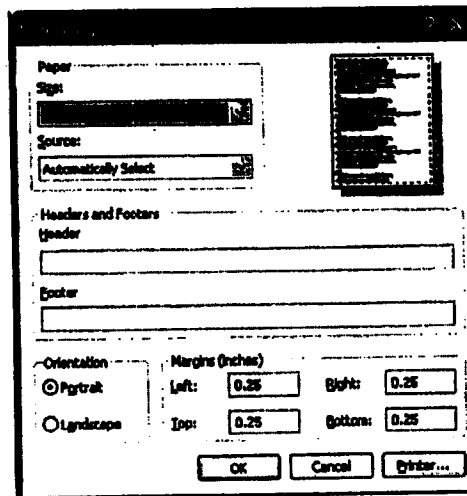 Paper
Size:
Source:
Automatically Select
Headers and Footers
Header
Footer
Orientation
Portrait
Landscape
Margins (inches)
Left: 0.25 Right: 0.25
Top: 0.25 Bottom: 0.25
OK Cancel Printer...